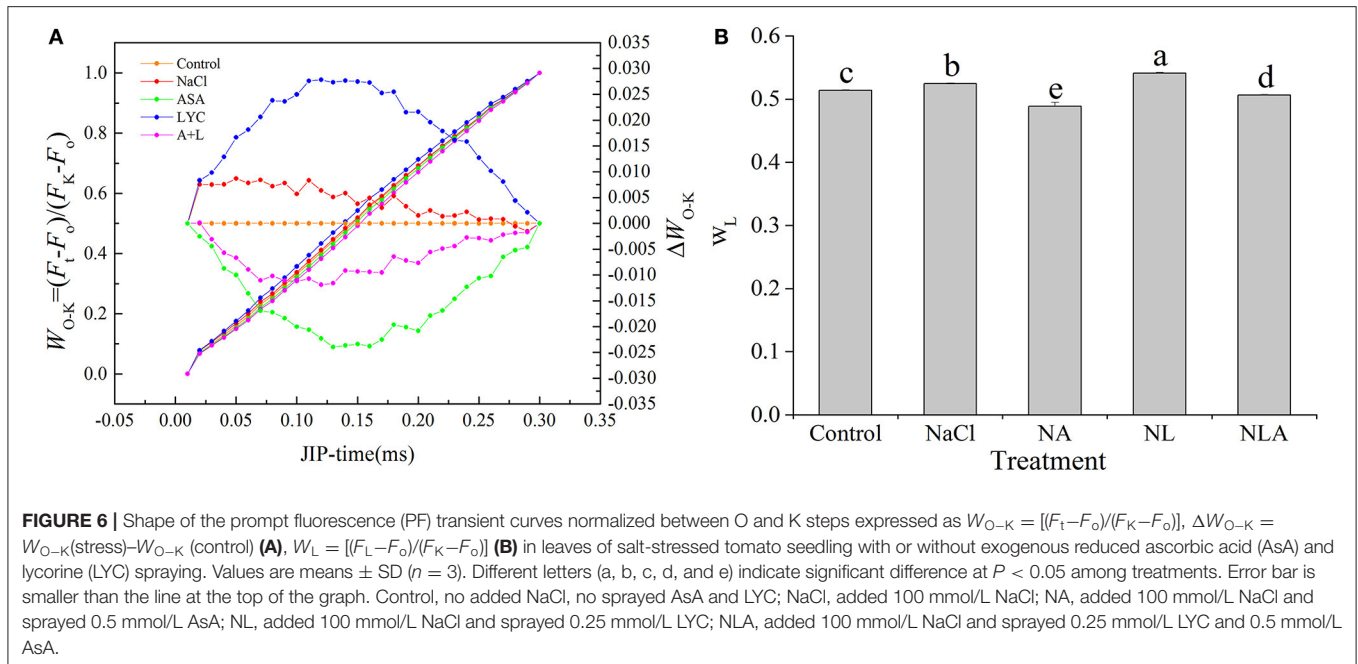 A
Control
NaCl
ASA
LYC
A+L
1.0
0.8
0.6
0.4
0.2
0.0
W_{O-K}=(F_t-F_o)/(F_K-F_o)
0.035
0.030
0.025
0.020
0.015
0.010
0.005
0.000
-0.005
-0.010
-0.015
-0.020
-0.025
-0.030
-0.035
ΔW_{O-K}
-0.05 0.00 0.05 0.10 0.15 0.20 0.25 0.30 0.35
JIP-time(ms)
B
0.6
0.5
0.4
0.3
0.2
0.1
0.0
W_L
c b e a d
Control NaCl NA NL NLA
Treatment
FIGURE 6 | Shape of the prompt fluorescence (PF) transient curves normalized between O and K steps expressed as W_{O–K} = [(F_t–F_o)/(F_K–F_o)], ΔW_{O–K} =
W_{O–K}(stress)–W_{O–K} (control) (A), W_L = [(F_L–F_o)/(F_K–F_o)] (B) in leaves of salt-stressed tomato seedling with or without exogenous reduced ascorbic acid (AsA) and
lycorine (LYC) spraying. Values are means ± SD (n = 3). Different letters (a, b, c, d, and e) indicate significant difference at P < 0.05 among treatments. Error bar is
smaller than the line at the top of the graph. Control, no added NaCl, no sprayed AsA and LYC; NaCl, added 100 mmol/L NaCl; NA, added 100 mmol/L NaCl and
sprayed 0.5 mmol/L AsA; NL, added 100 mmol/L NaCl and sprayed 0.25 mmol/L LYC; NLA, added 100 mmol/L NaCl and sprayed 0.25 mmol/L LYC and 0.5 mmol/L
AsA.